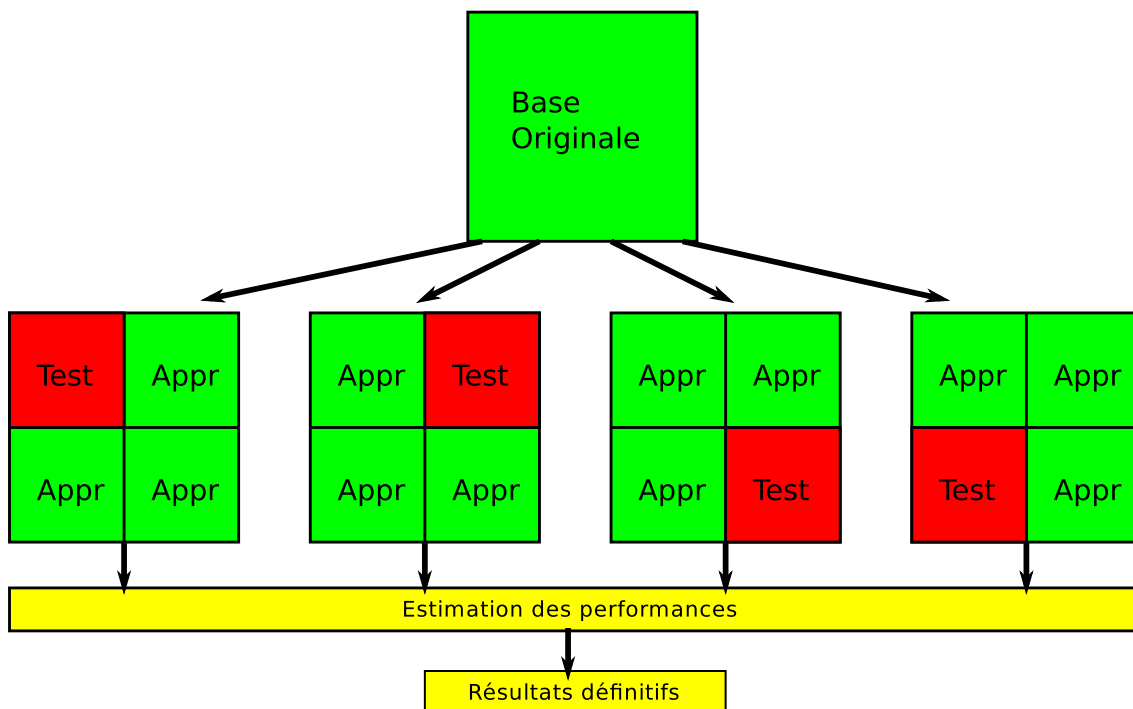 Base
Originale
Test Appr Appr Test Appr Appr Appr Appr
Appr Appr Appr Appr Appr Test Test Appr
Estimation des performances
Résultats définitifs